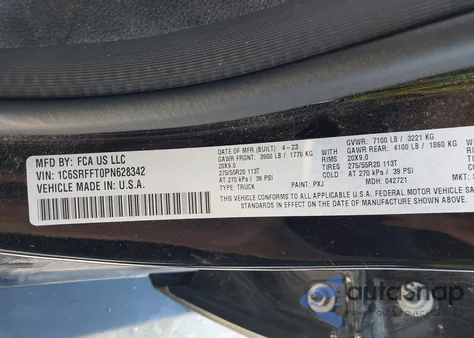 MFD. BY: FCA US LLC
VIN: 1C6SRFFT0PN628342
VEHICLE MADE IN U.S.A.
DATE OF MFR (BUILT): 4-23
GAWR FRONT: 3900 LB / 1770 KG
20X9.0
275/55R20 113T
AT 270 kPa / 39 PSI
TYPE: TRUCK
RIMS
TIRES
COLD
PAINT: PXJ
GVWR: 7100 LB / 3221 KG
GAWR REAR: 4100 LB / 1860 KG
20X9.0
275/55R20 113T
AT 270 kPa / 39 PSI
MDH: 042721
RIMS
TIRES
COLD
THIS VEHICLE CONFORMS TO ALL APPLICABLE U.S.A. FEDERAL MOTOR VEHICLE
STANDARDS IN EFFECT ON THE DATE OF MANUFACTURE SHOWN ABOVE.
autoSnap